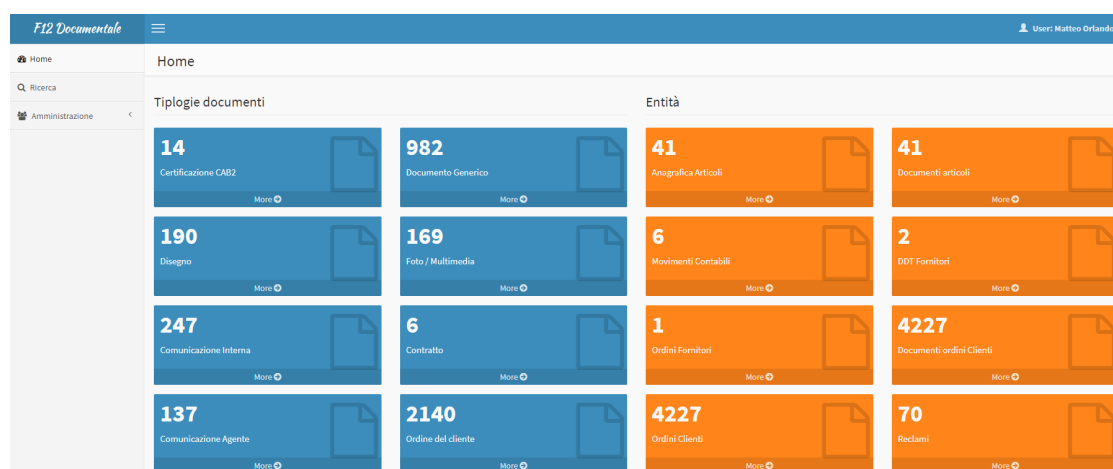 F12 Documentale
User: Matteo Orlando
Home
Ricerca
Amministrazione
Home
Tiplogie documenti
Entità
14
Certificazione CAB2
More
982
Documento Generico
More
41
Anagrafica Articoli
More
41
Documenti articoli
More
190
Disegno
More
169
Foto / Multimedia
More
6
Movimenti Contabili
More
2
DDT Fornitori
More
247
Comunicazione Interna
More
6
Contratto
More
1
Ordini Fornitori
More
4227
Documenti ordini Clienti
More
137
Comunicazione Agente
More
2140
Ordine del cliente
More
4227
Ordini Clienti
More
70
Reclami
More